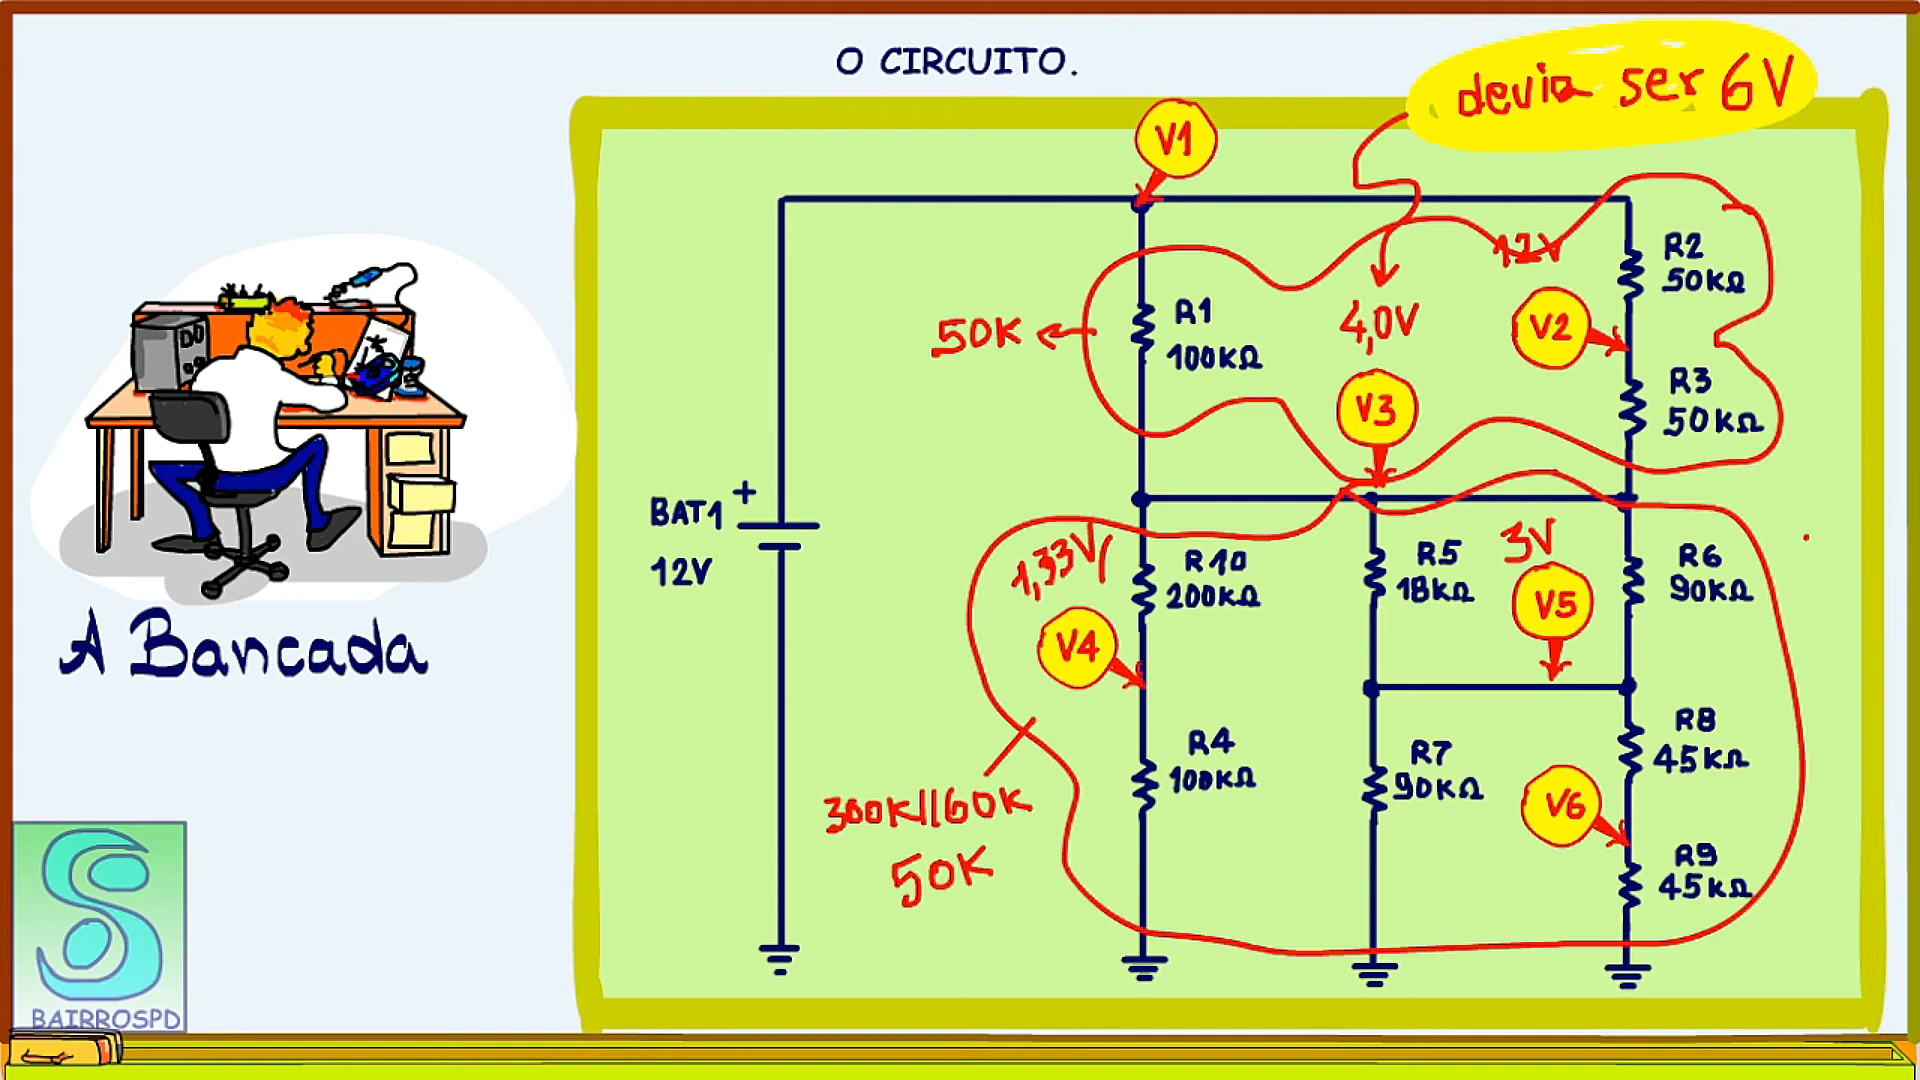 O CIRCUITO.
devia ser 6V
V1
12V
R2
50KΩ
R1
100KΩ
50K
4,0V
V2
V3
R3
50KΩ
BAT1
+
12V
1,33V
R10
200KΩ
R5
18KΩ
3V
R6
90KΩ
V5
V4
A Bancada
R4
100KΩ
R7
90KΩ
R8
45KΩ
300K||60K
50K
V6
R9
45KΩ
BAIRROSPD